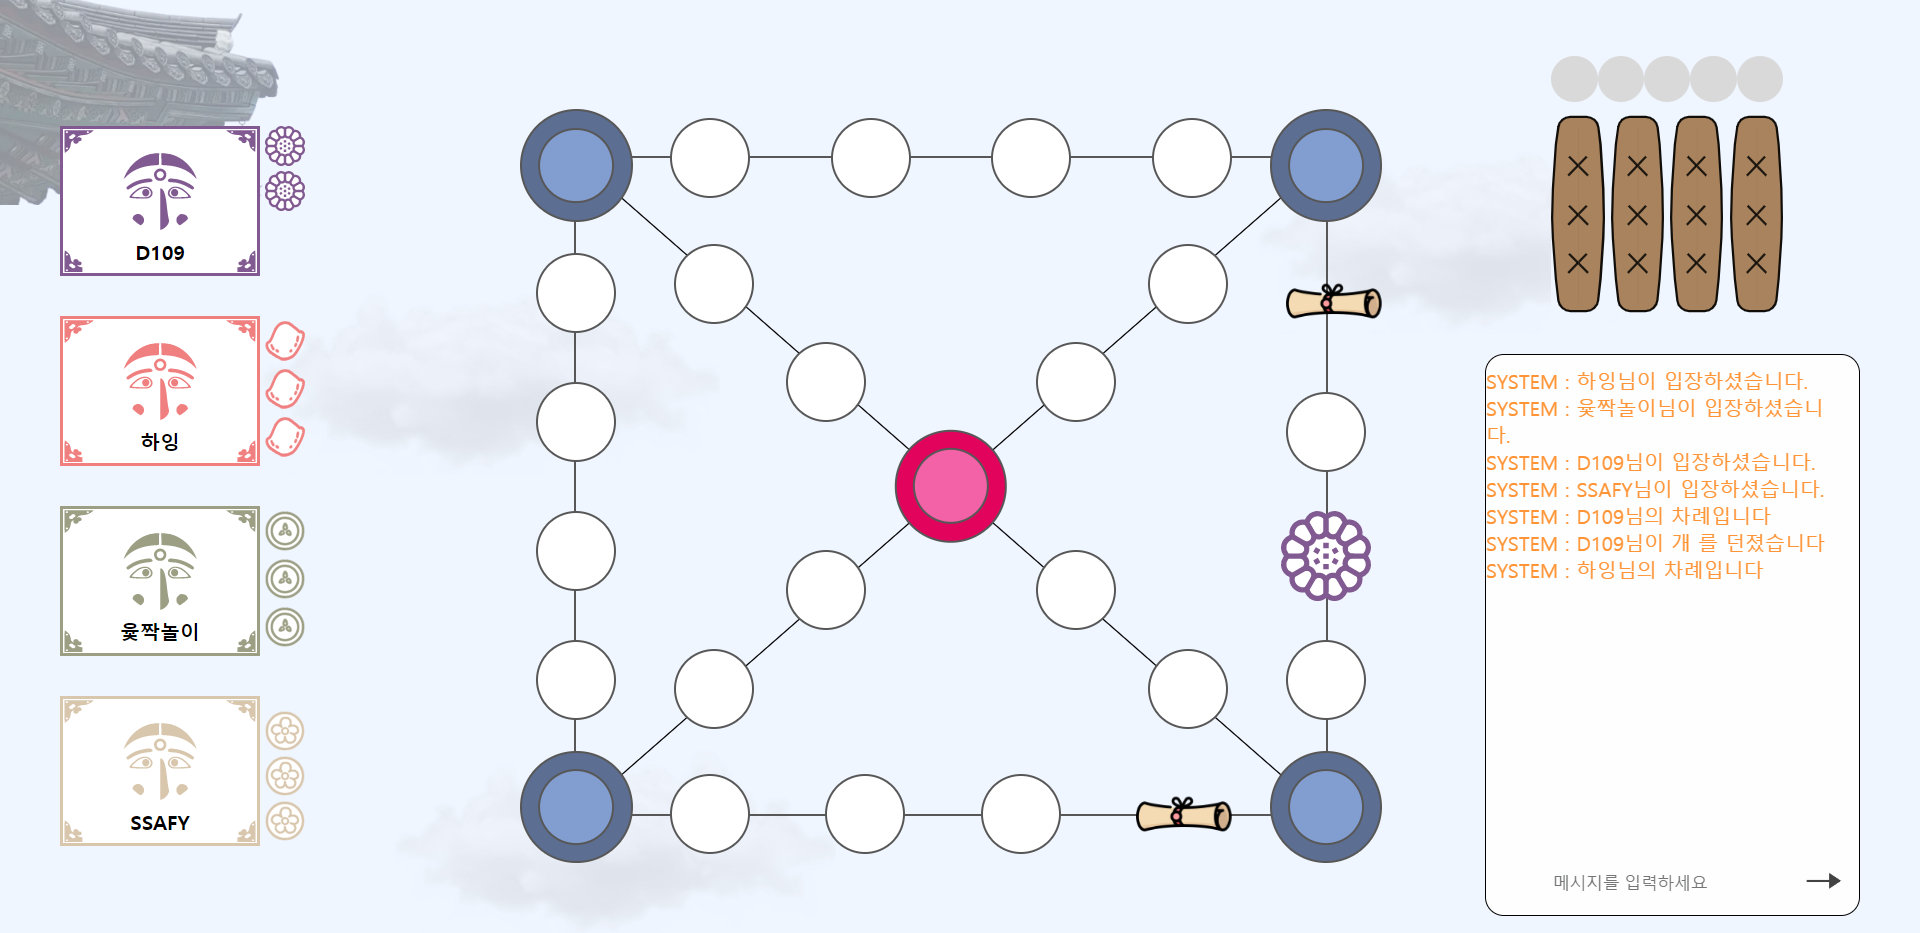 D109
하잉
윷짝놀이
SSAFY
SYSTEM : 하잉님이 입장하셨습니다.
SYSTEM : 윷짝놀이님이 입장하셨습니
다.
SYSTEM : D109님이 입장하셨습니다.
SYSTEM : SSAFY님이 입장하셨습니다.
SYSTEM : D109님의 차례입니다
SYSTEM : D109님이 개 를 던졌습니다
SYSTEM : 하잉님의 차례입니다
메시지를 입력하세요